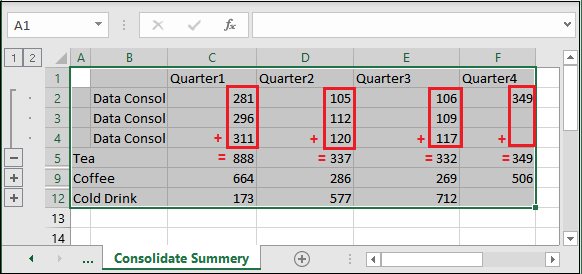 A1 fx
1 2 A B C D E F
1 Quarter1 Quarter2 Quarter3 Quarter4
2 Data Consol 281 105 106 349
3 Data Consol 296 112 109
4 Data Consol + 311 + 120 + 117 +
5 Tea = 888 = 337 = 332 =349
9 Coffee 664 286 269 506
12 Cold Drink 173 577 712
13
14
... Consolidate Summery